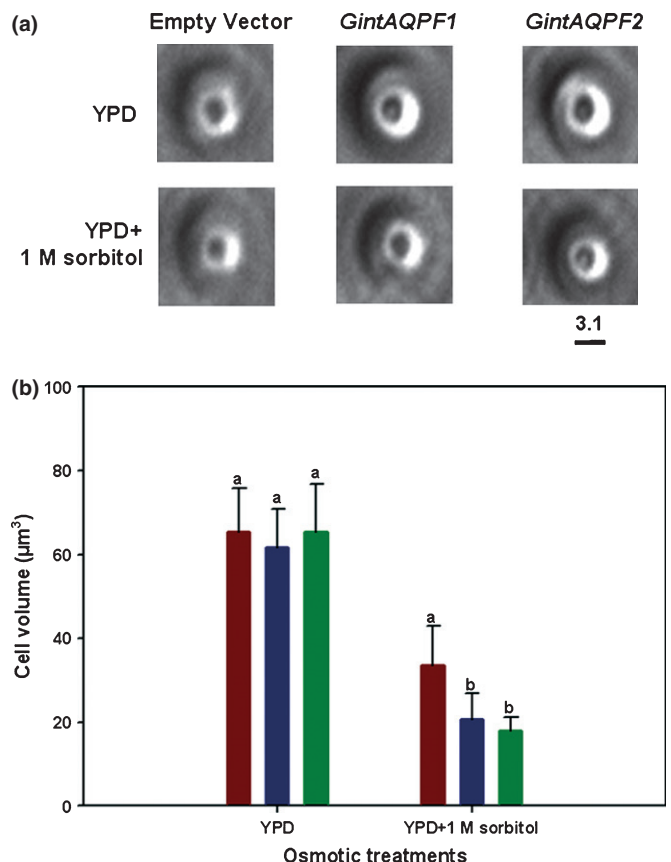 (a)
Empty Vector GintAQPF1 GintAQPF2
YPD
YPD+
1 M sorbitol
3.1
(b)
100
80
60
40
20
0
Cell volume (µm³)
a a a
a b b
YPD YPD+1 M sorbitol
Osmotic treatments